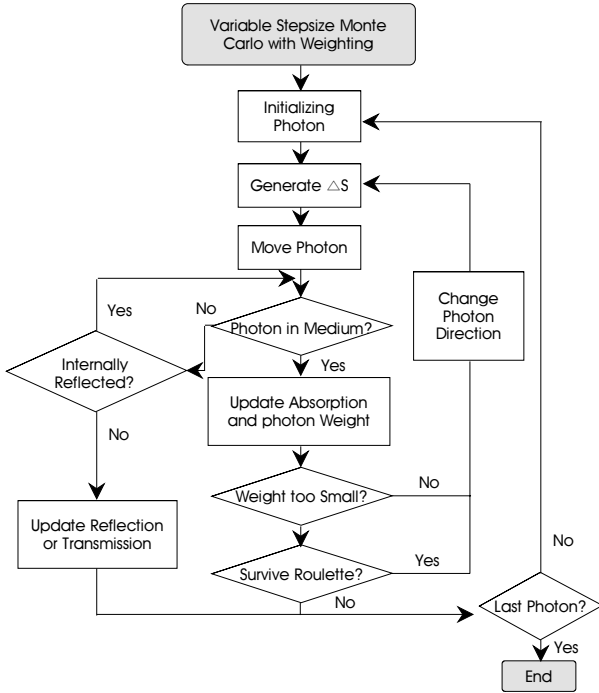 Variable Stepsize Monte
Carlo with Weighting
Initializing
Photon
Generate △S
Move Photon
Yes
No
Photon in Medium?
Change
Photon
Direction
Internally
Reflected?
Yes
Update Absorption
and photon Weight
No
Weight too Small?
No
Update Reflection
or Transmission
Survive Roulette?
Yes
No
No
Last Photon?
Yes
End